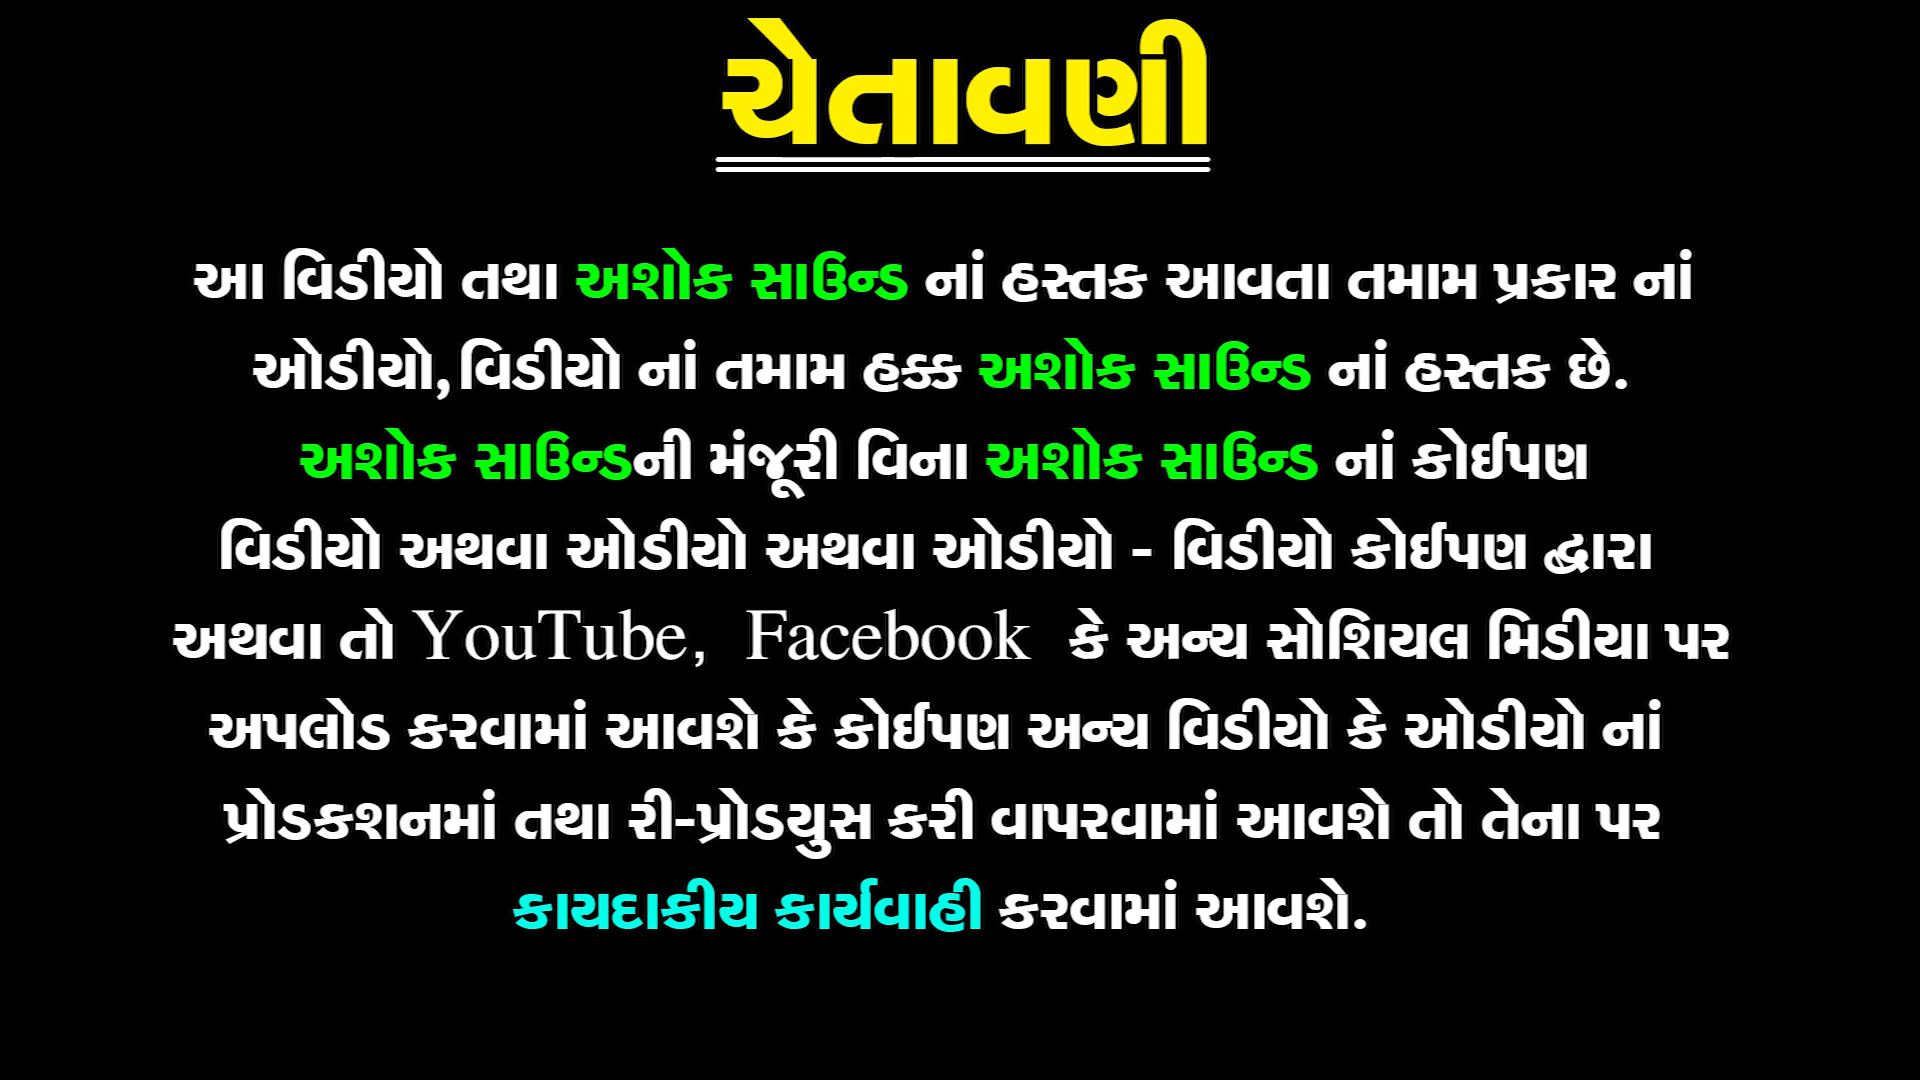 ચેતાવણી
આ વિડીયો તથા અશોક સાઉન્ડ નાં હસ્તક આવતા તમામ પ્રકાર નાં
ઓડીયો,વિડીયો નાં તમામ હક્ક અશોક સાઉન્ડ નાં હસ્તક છે.
અશોક સાઉન્ડની મંજૂરી વિના અશોક સાઉન્ડ નાં કોઈપણ
વિડીયો અથવા ઓડીયો અથવા ઓડીયો - વિડીયો કોઈપણ દ્વારા
અથવા તો YouTube, Facebook કે અન્ય સોશિયલ મિડીયા પર
અપલોડ કરવામાં આવશે કે કોઈપણ અન્ય વિડીયો કે ઓડીયો નાં
પ્રોડકશનમાં તથા રી-પ્રોડયુસ કરી વાપરવામાં આવશે તો તેના પર
કાયદાકીય કાર્યવાહી કરવામાં આવશે.